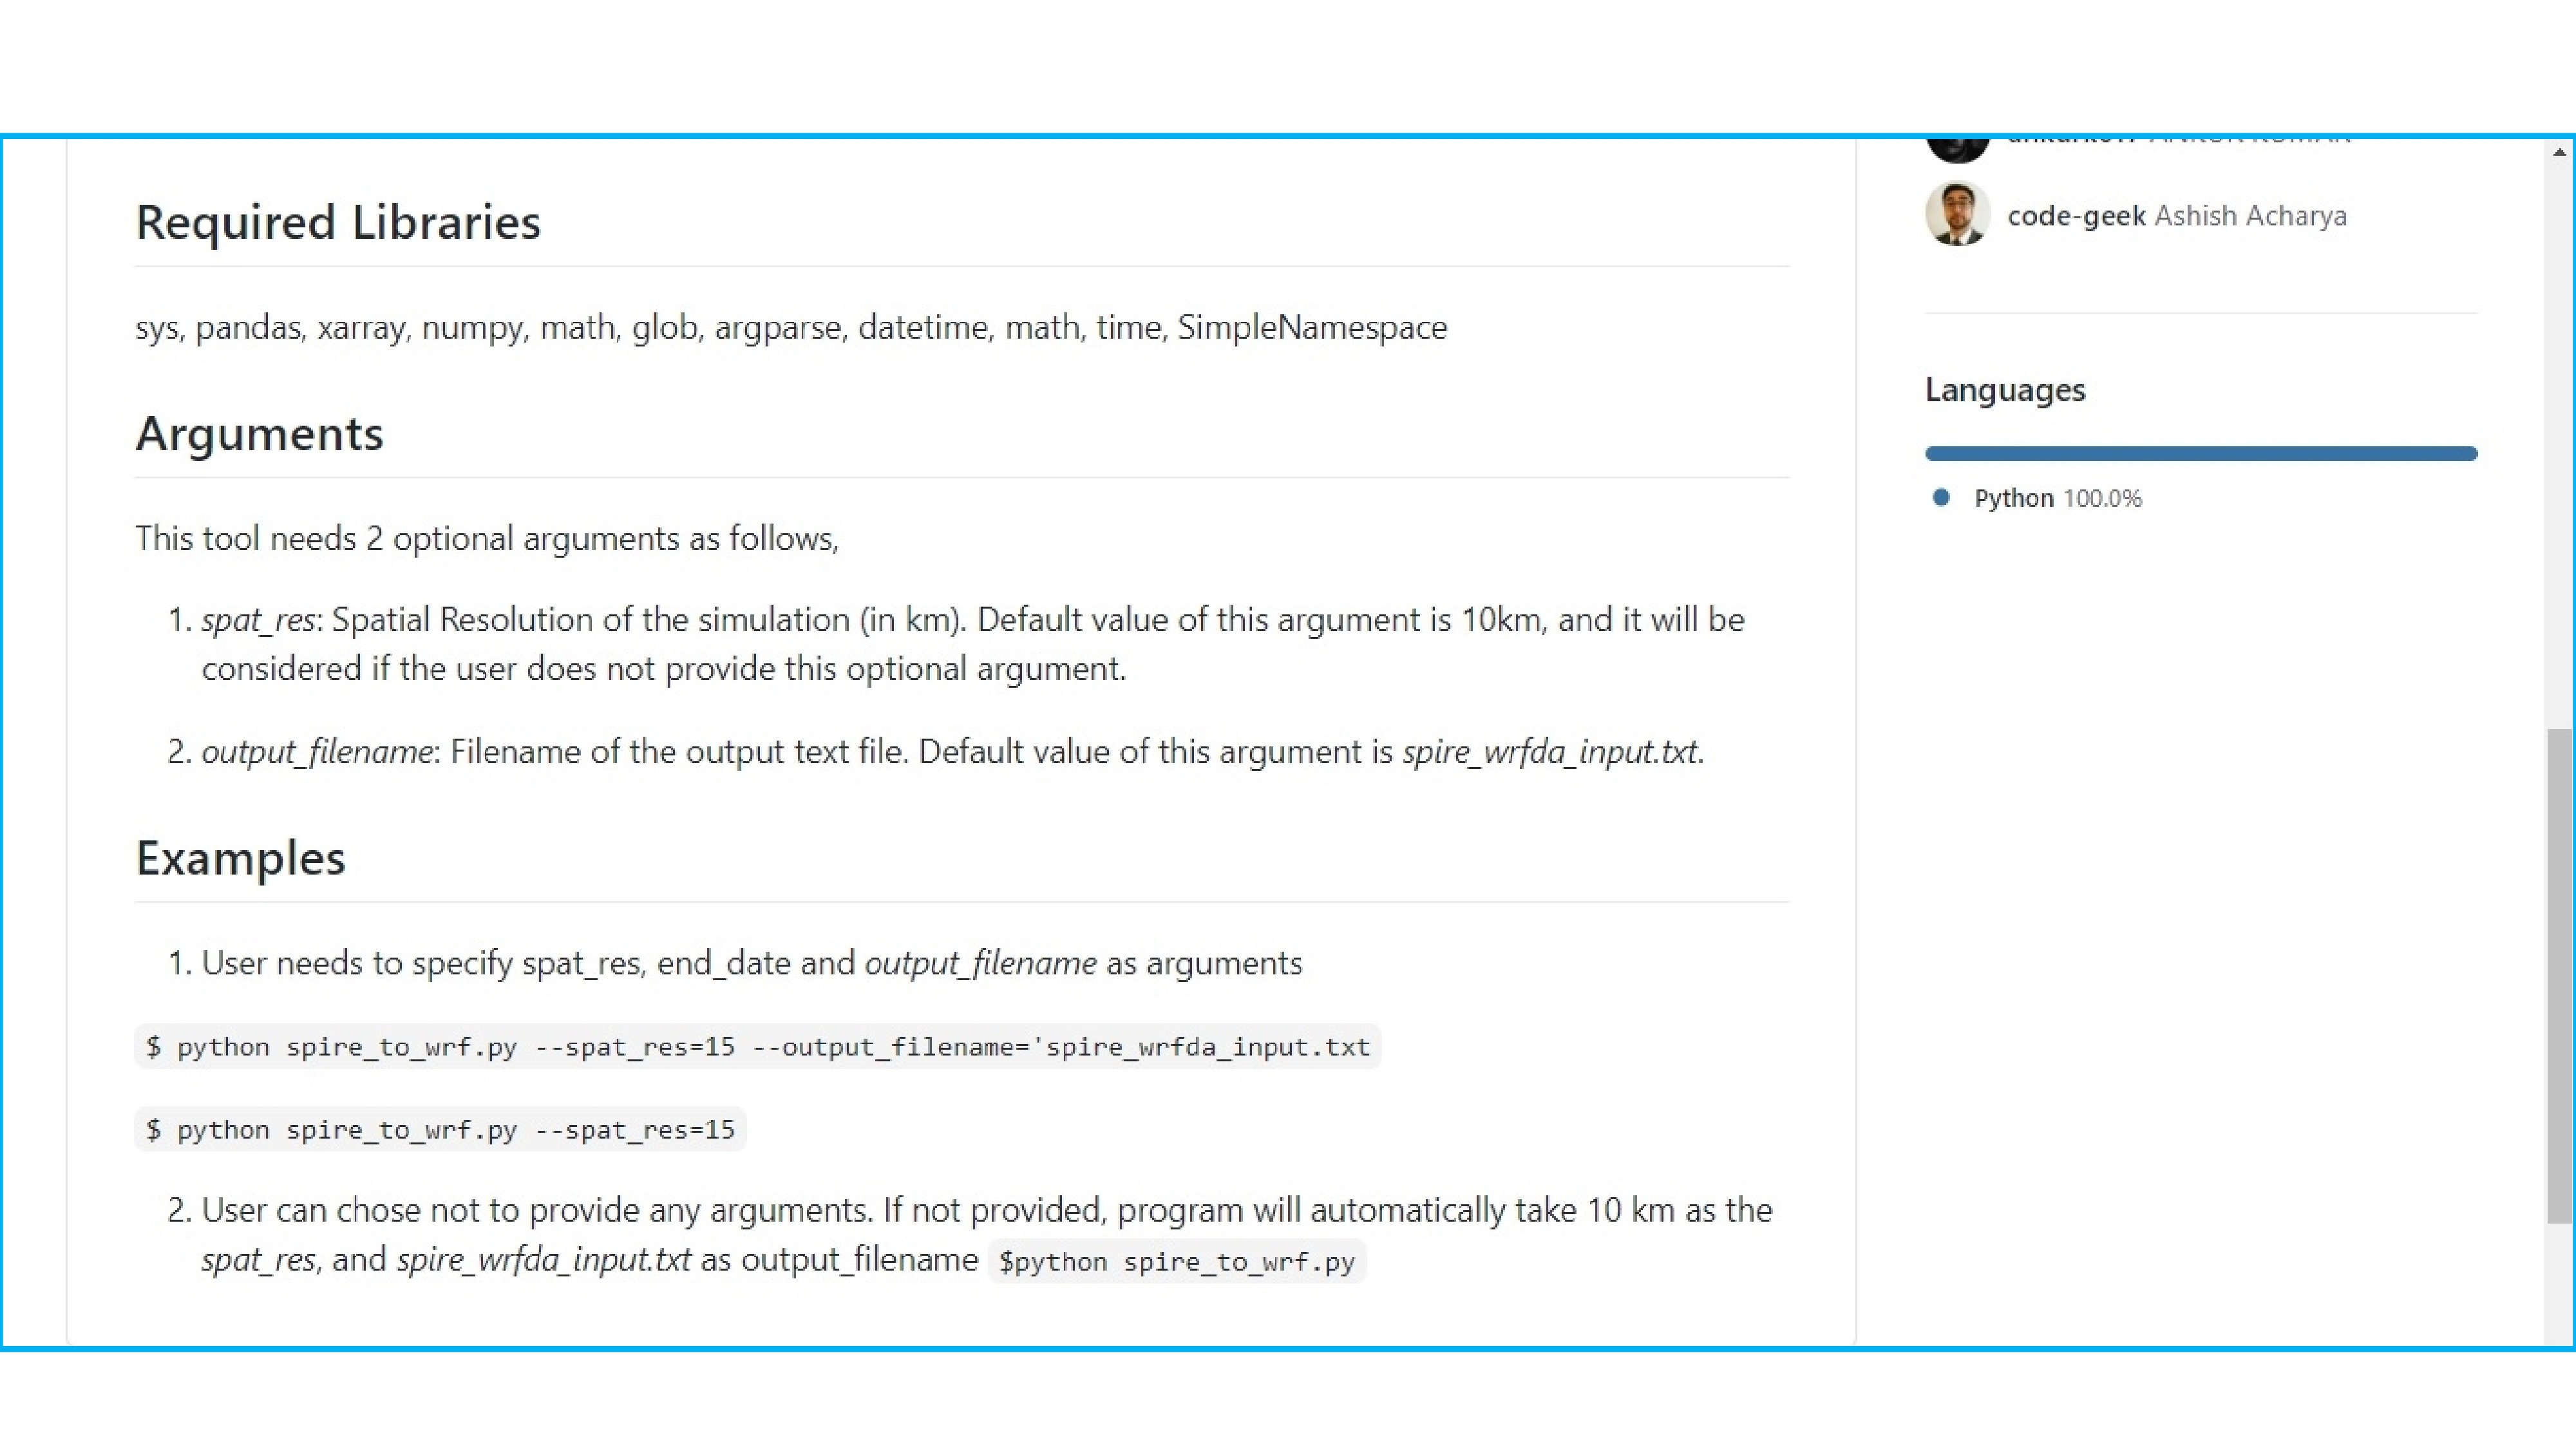 Required Libraries
sys, pandas, xarray, numpy, math, glob, argparse, datetime, math, time, SimpleNamespace
Arguments
This tool needs 2 optional arguments as follows,
1. spat_res: Spatial Resolution of the simulation (in km). Default value of this argument is 10km, and it will be
considered if the user does not provide this optional argument.
2. output_filename: Filename of the output text file. Default value of this argument is spire_wrfda_input.txt.
Examples
1. User needs to specify spat_res, end_date and output_filename as arguments
$ python spire_to_wrf.py --spat_res=15 --output_filename='spire_wrfda_input.txt
$ python spire_to_wrf.py --spat_res=15
2. User can chose not to provide any arguments. If not provided, program will automatically take 10 km as the
spat_res, and spire_wrfda_input.txt as output_filename $python spire_to_wrf.py
code-geek Ashish Acharya
Languages
Python 100.0%